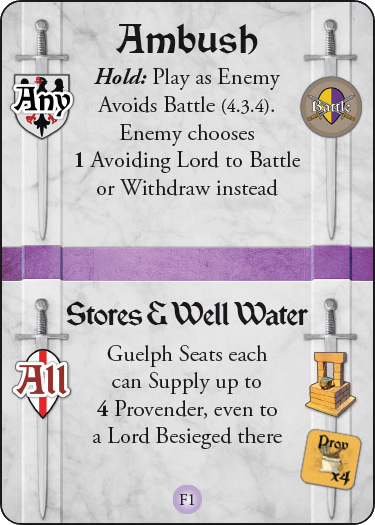 Ambush
Any
Hold: Play as Enemy
Avoids Battle (4.3.4).
Enemy chooses
1 Avoiding Lord to Battle
or Withdraw instead
Battle
Stores & Well Water
All
Guelph Seats each
can Supply up to
4 Provender, even to
a Lord Besieged there
Prov
x4
F1